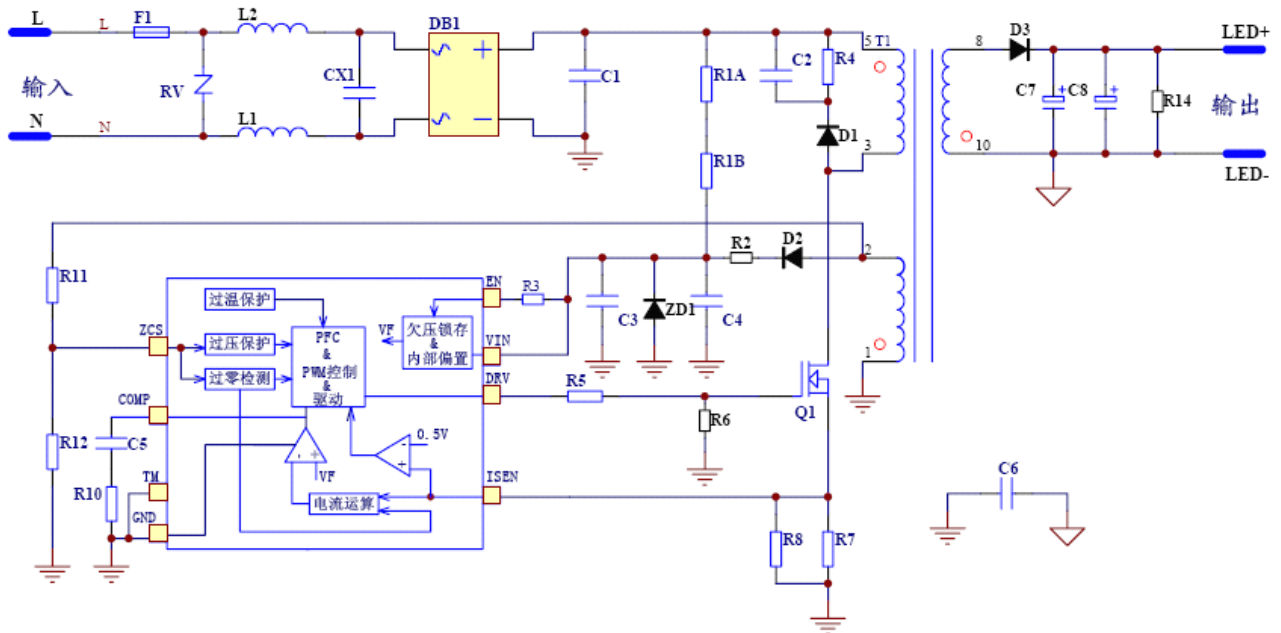 L
L
F1
L2
DB1
5
T1
8
D3
LED+
输入
RV
CX1
C1
R1A
C2
R4
C7
+
C8
+
R14
输出
N
N
L1
D1
3
10
LED-
R1B
R2
D2
2
R11
过温保护
EN
R3
C3
ZD1
C4
ZCS
过压保护
PFC
&
PWM控制
&
驱动
VF
欠压锁存
&
内部偏置
VIN
过零检测
DRV
R5
1
COMP
R6
Q1
R12
C5
0.5V
-
+
- +
VF
TM
R10
ISEN
电流运算
C6
GND
R8
R7